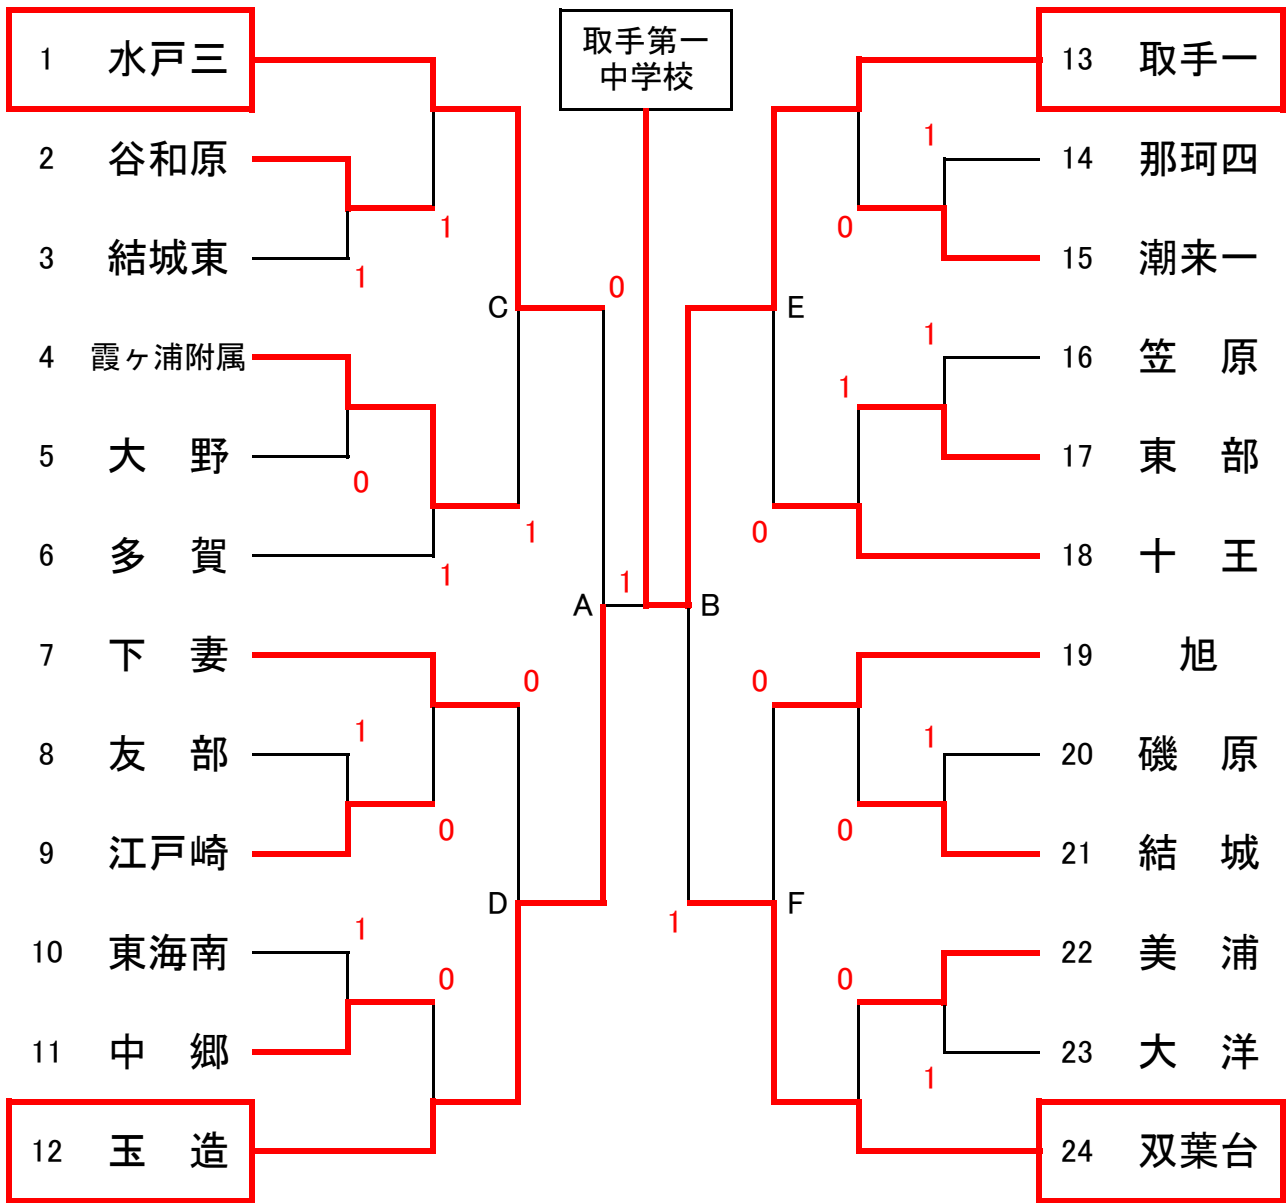 取手第一
中学校
1 水戸三
2 谷和原
3 結城東
4 霞ヶ浦附属
5 大 野
6 多 賀
7 下 妻
8 友 部
9 江戸崎
10 東海南
11 中 郷
12 玉 造
1
1
0
1
1
C
0
1
0
1
0
D
A
1
0
B
1
E
1
0
1
1
0
0
1
0
F
0
1
13 取手一
14 那珂四
15 潮来一
16 笠 原
17 東 部
18 十 王
19 旭
20 磯 原
21 結 城
22 美 浦
23 大 洋
24 双葉台